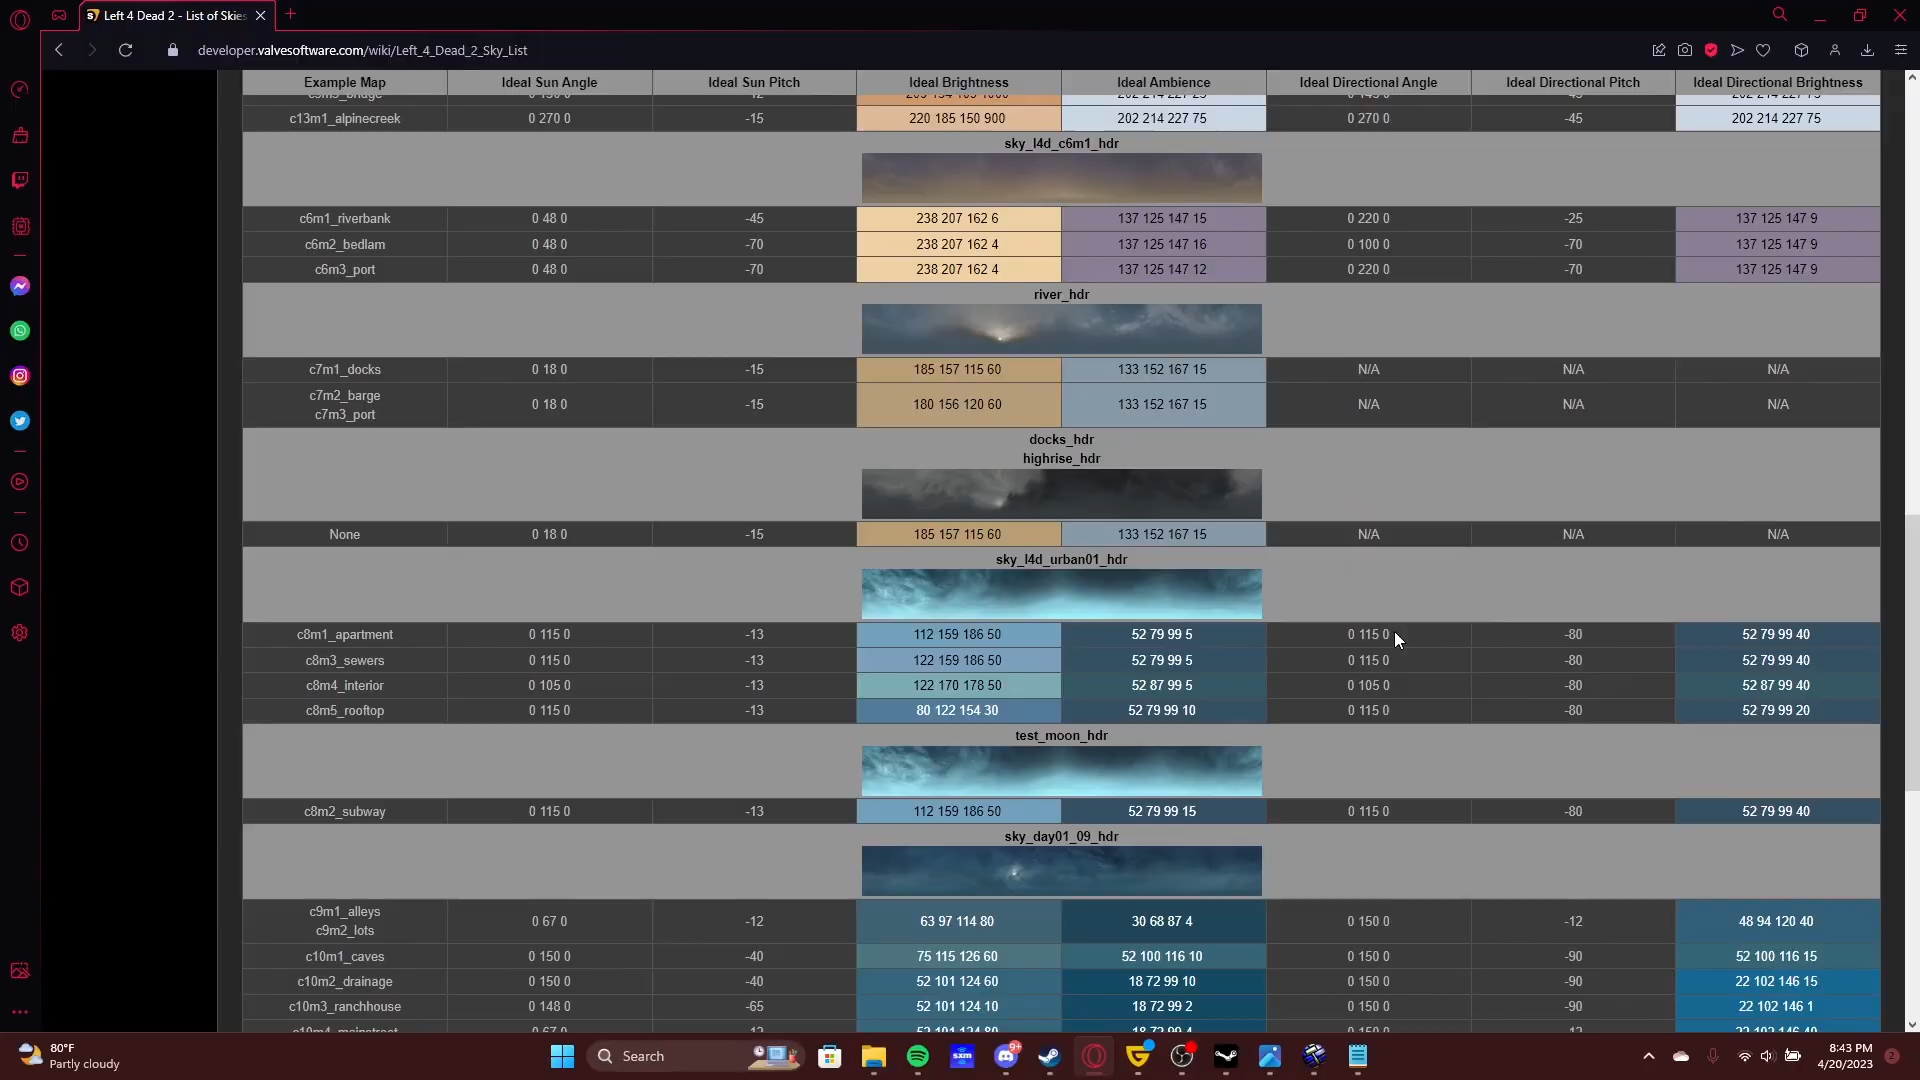 Left 4 Dead 2 - List of Skies
developer.valvesoftware.com/wiki/Left_4_Dead_2_Sky_List
Example Map Ideal Sun Angle Ideal Sun Pitch Ideal Brightness Ideal Ambience Ideal Directional Angle Ideal Directional Pitch Ideal Directional Brightness
c13m1_alpinecreek 0 270 0 -15 220 185 150 900 202 214 227 75 0 270 0 -45 202 214 227 75
sky_l4d_c6m1_hdr
c6m1_riverbank 0 48 0 -45 238 207 162 6 137 125 147 15 0 220 0 -25 137 125 147 9
c6m2_bedlam 0 48 0 -70 238 207 162 4 137 125 147 16 0 100 0 -70 137 125 147 9
c6m3_port 0 48 0 -70 238 207 162 4 137 125 147 12 0 220 0 -70 137 125 147 9
river_hdr
c7m1_docks 0 18 0 -15 185 157 115 60 133 152 167 15 N/A N/A N/A
c7m2_barge
c7m3_port 0 18 0 -15 180 156 120 60 133 152 167 15 N/A N/A N/A
docks_hdr
highrise_hdr
None 0 18 0 -15 185 157 115 60 133 152 167 15 N/A N/A N/A
sky_l4d_urban01_hdr
c8m1_apartment 0 115 0 -13 112 159 186 50 52 79 99 5 0 115 0 -80 52 79 99 40
c8m3_sewers 0 115 0 -13 122 159 186 50 52 79 99 5 0 115 0 -80 52 79 99 40
c8m4_interior 0 105 0 -13 122 170 178 50 52 87 99 5 0 105 0 -80 52 87 99 40
c8m5_rooftop 0 115 0 -13 80 122 154 30 52 79 99 10 0 115 0 -80 52 79 99 20
test_moon_hdr
c8m2_subway 0 115 0 -13 112 159 186 50 52 79 99 15 0 115 0 -80 52 79 99 40
sky_day01_09_hdr
c9m1_alleys
c9m2_lots 0 67 0 -12 63 97 114 80 30 68 87 4 0 150 0 -12 48 94 120 40
c10m1_caves 0 150 0 -40 75 115 126 60 52 100 116 10 0 150 0 -90 52 100 116 15
c10m2_drainage 0 150 0 -40 52 101 124 60 18 72 99 10 0 150 0 -90 22 102 146 15
c10m3_ranchhouse 0 148 0 -65 52 101 124 10 18 72 99 2 0 150 0 -90 22 102 146 1
80°F
Partly cloudy
Search
sxm
9+
8:43 PM
4/20/2023
2